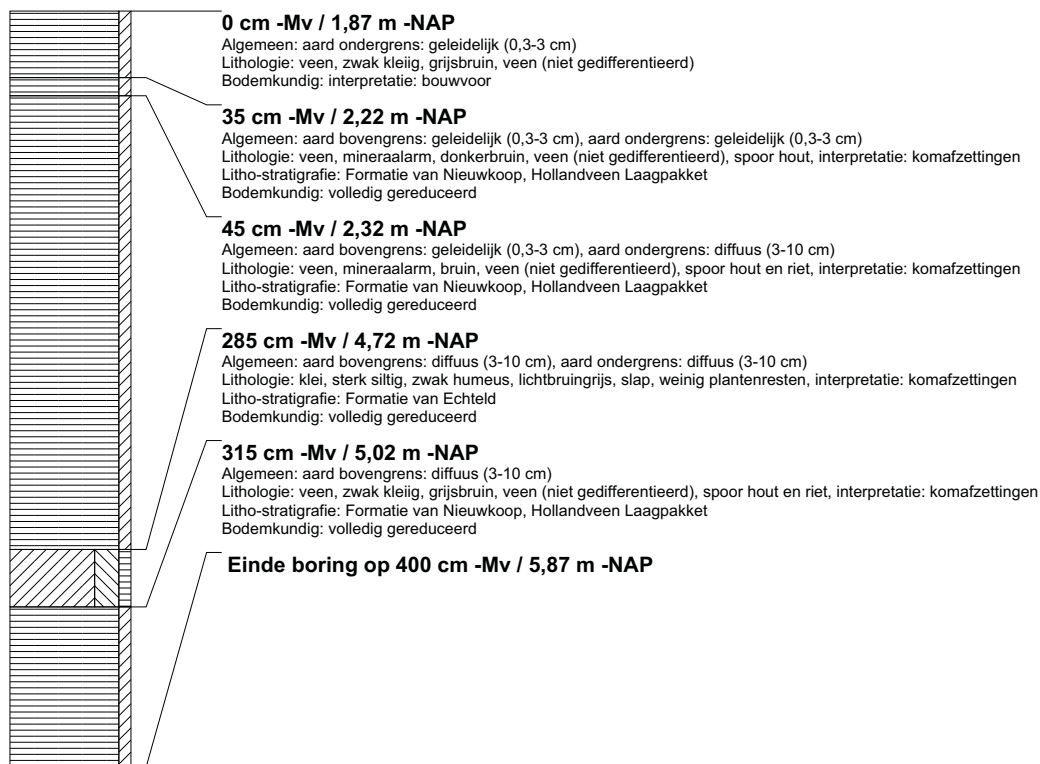 0 cm -Mv / 1,87 m -NAP
Algemeen: aard ondergrens: geleidelijk (0,3-3 cm)
Lithologie: veen, zwak kleiig, grijsbruin, veen (niet gedifferentieerd)
Bodemkundig: interpretatie: bouwvoor
35 cm -Mv / 2,22 m -NAP
Algemeen: aard bovengrens: geleidelijk (0,3-3 cm), aard ondergrens: geleidelijk (0,3-3 cm)
Lithologie: veen, mineraalarm, donkerbruin, veen (niet gedifferentieerd), spoor hout, interpretatie: komafzettingen
Litho-stratigrafie: Formatie van Nieuwkoop, Hollandveen Laagpakket
Bodemkundig: volledig gereduceerd
45 cm -Mv / 2,32 m -NAP
Algemeen: aard bovengrens: geleidelijk (0,3-3 cm), aard ondergrens: diffuus (3-10 cm)
Lithologie: veen, mineraalarm, bruin, veen (niet gedifferentieerd), spoor hout en riet, interpretatie: komafzettingen
Litho-stratigrafie: Formatie van Nieuwkoop, Hollandveen Laagpakket
Bodemkundig: volledig gereduceerd
285 cm -Mv / 4,72 m -NAP
Algemeen: aard bovengrens: diffuus (3-10 cm), aard ondergrens: diffuus (3-10 cm)
Lithologie: klei, sterk siltig, zwak humeus, lichtbruingrijs, slap, weinig plantenresten, interpretatie: komafzettingen
Litho-stratigrafie: Formatie van Echteld
Bodemkundig: volledig gereduceerd
315 cm -Mv / 5,02 m -NAP
Algemeen: aard bovengrens: diffuus (3-10 cm)
Lithologie: veen, zwak kleiig, grijsbruin, veen (niet gedifferentieerd), spoor hout en riet, interpretatie: komafzettingen
Litho-stratigrafie: Formatie van Nieuwkoop, Hollandveen Laagpakket
Bodemkundig: volledig gereduceerd
Einde boring op 400 cm -Mv / 5,87 m -NAP